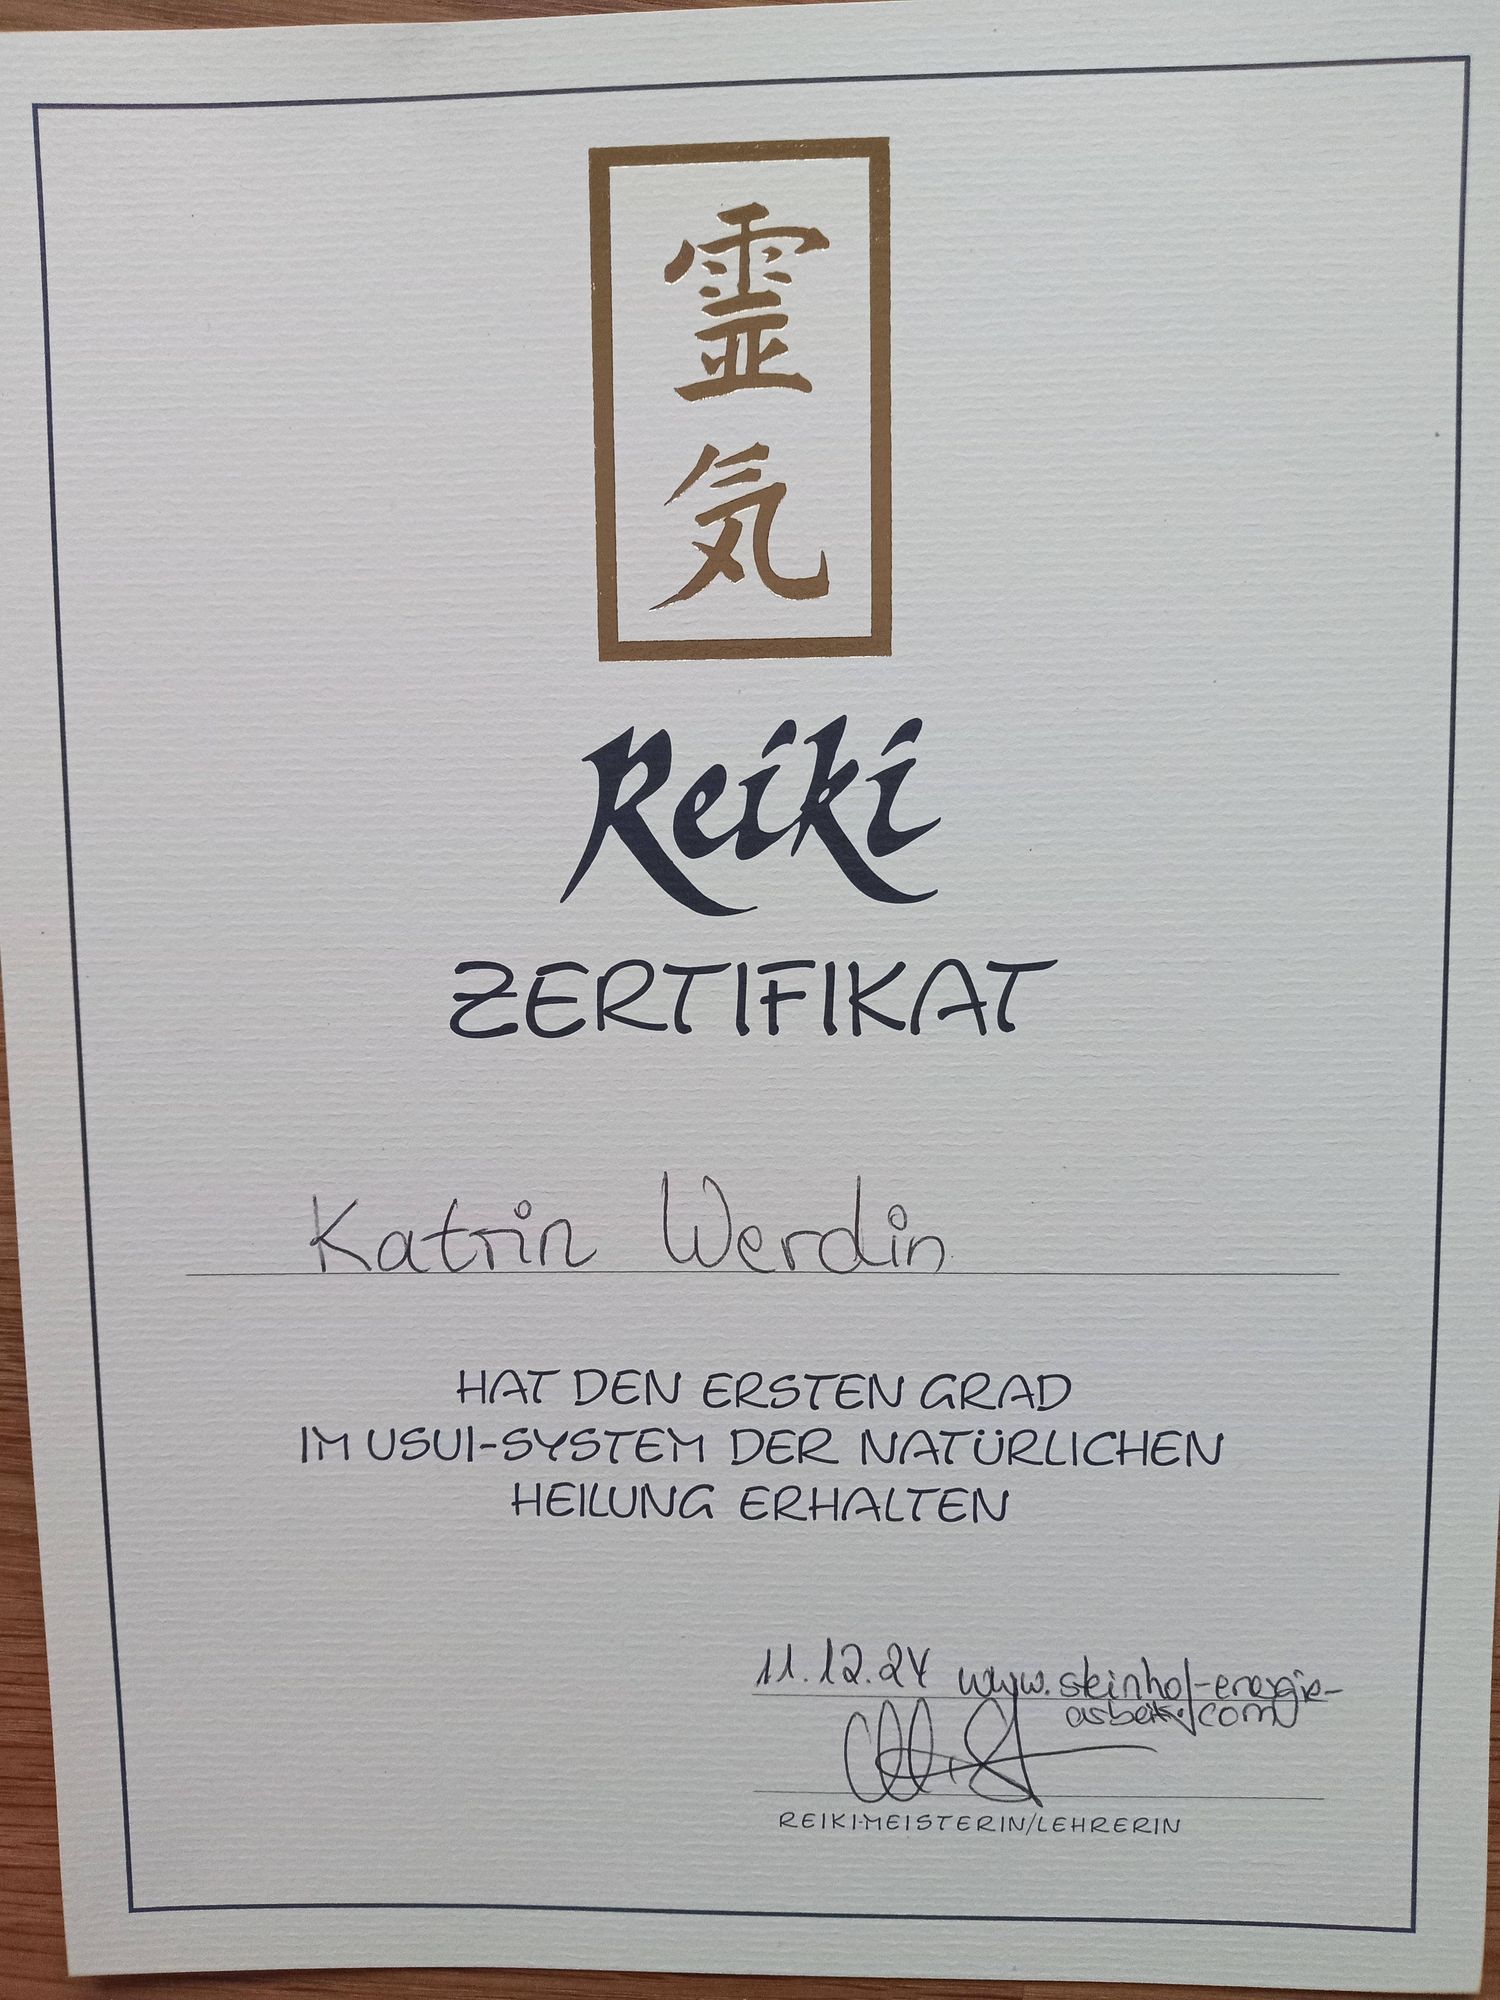 霊
気
Reiki
ZERTIFIKAT
Katrin Werdin
HAT DEN ERSTEN GRAD
IM USUI-SYSTEM DER NATÜRLICHEN
HEILUNG ERHALTEN
11.12.24 www.steinhof-energie-
.com
REIKI-MEISTERIN/LEHRERIN